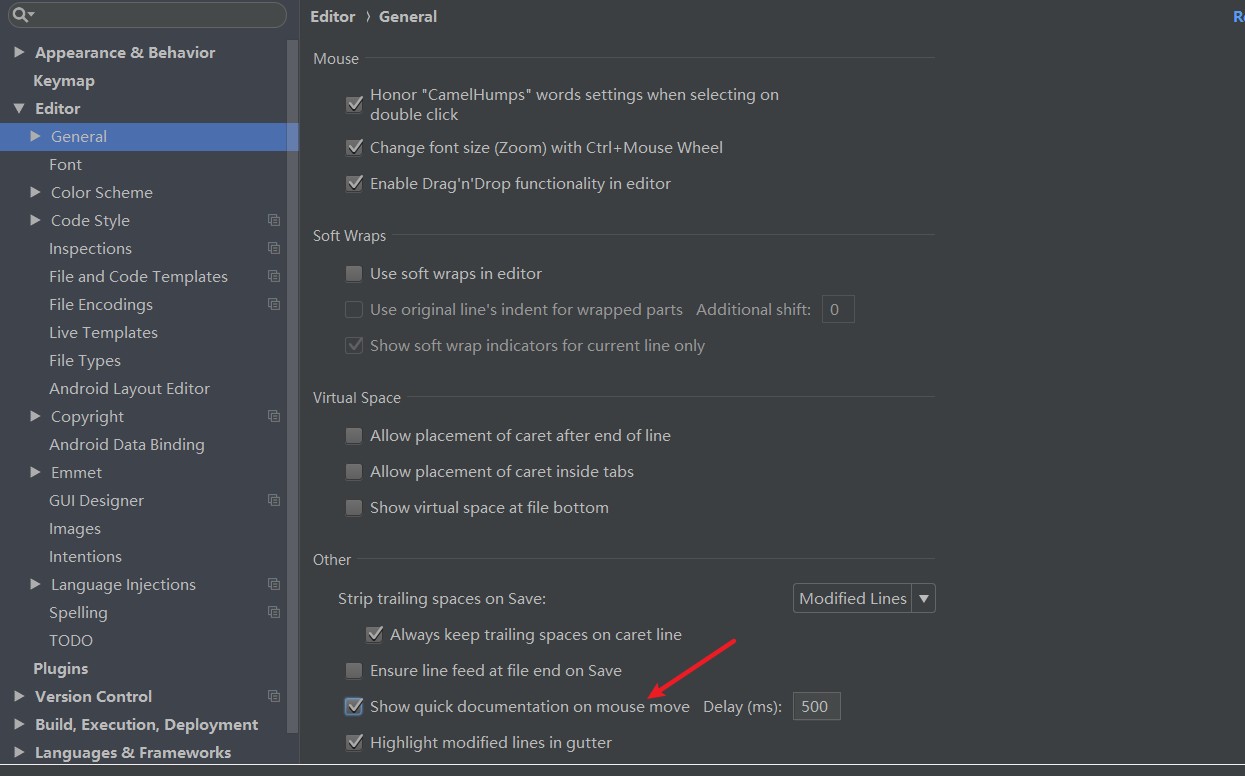 Appearance & Behavior
Keymap
Editor
General
Font
Color Scheme
Code Style
Inspections
File and Code Templates
File Encodings
Live Templates
File Types
Android Layout Editor
Copyright
Android Data Binding
Emmet
GUI Designer
Images
Intentions
Language Injections
Spelling
TODO
Plugins
Version Control
Build, Execution, Deployment
Languages & Frameworks
Editor › General
Mouse
Honor "CamelHumps" words settings when selecting on
double click
Change font size (Zoom) with Ctrl+Mouse Wheel
Enable Drag'n'Drop functionality in editor
Soft Wraps
Use soft wraps in editor
Use original line's indent for wrapped parts Additional shift: 0
Show soft wrap indicators for current line only
Virtual Space
Allow placement of caret after end of line
Allow placement of caret inside tabs
Show virtual space at file bottom
Other
Strip trailing spaces on Save: Modified Lines
Always keep trailing spaces on caret line
Ensure line feed at file end on Save
Show quick documentation on mouse move Delay (ms): 500
Highlight modified lines in gutter